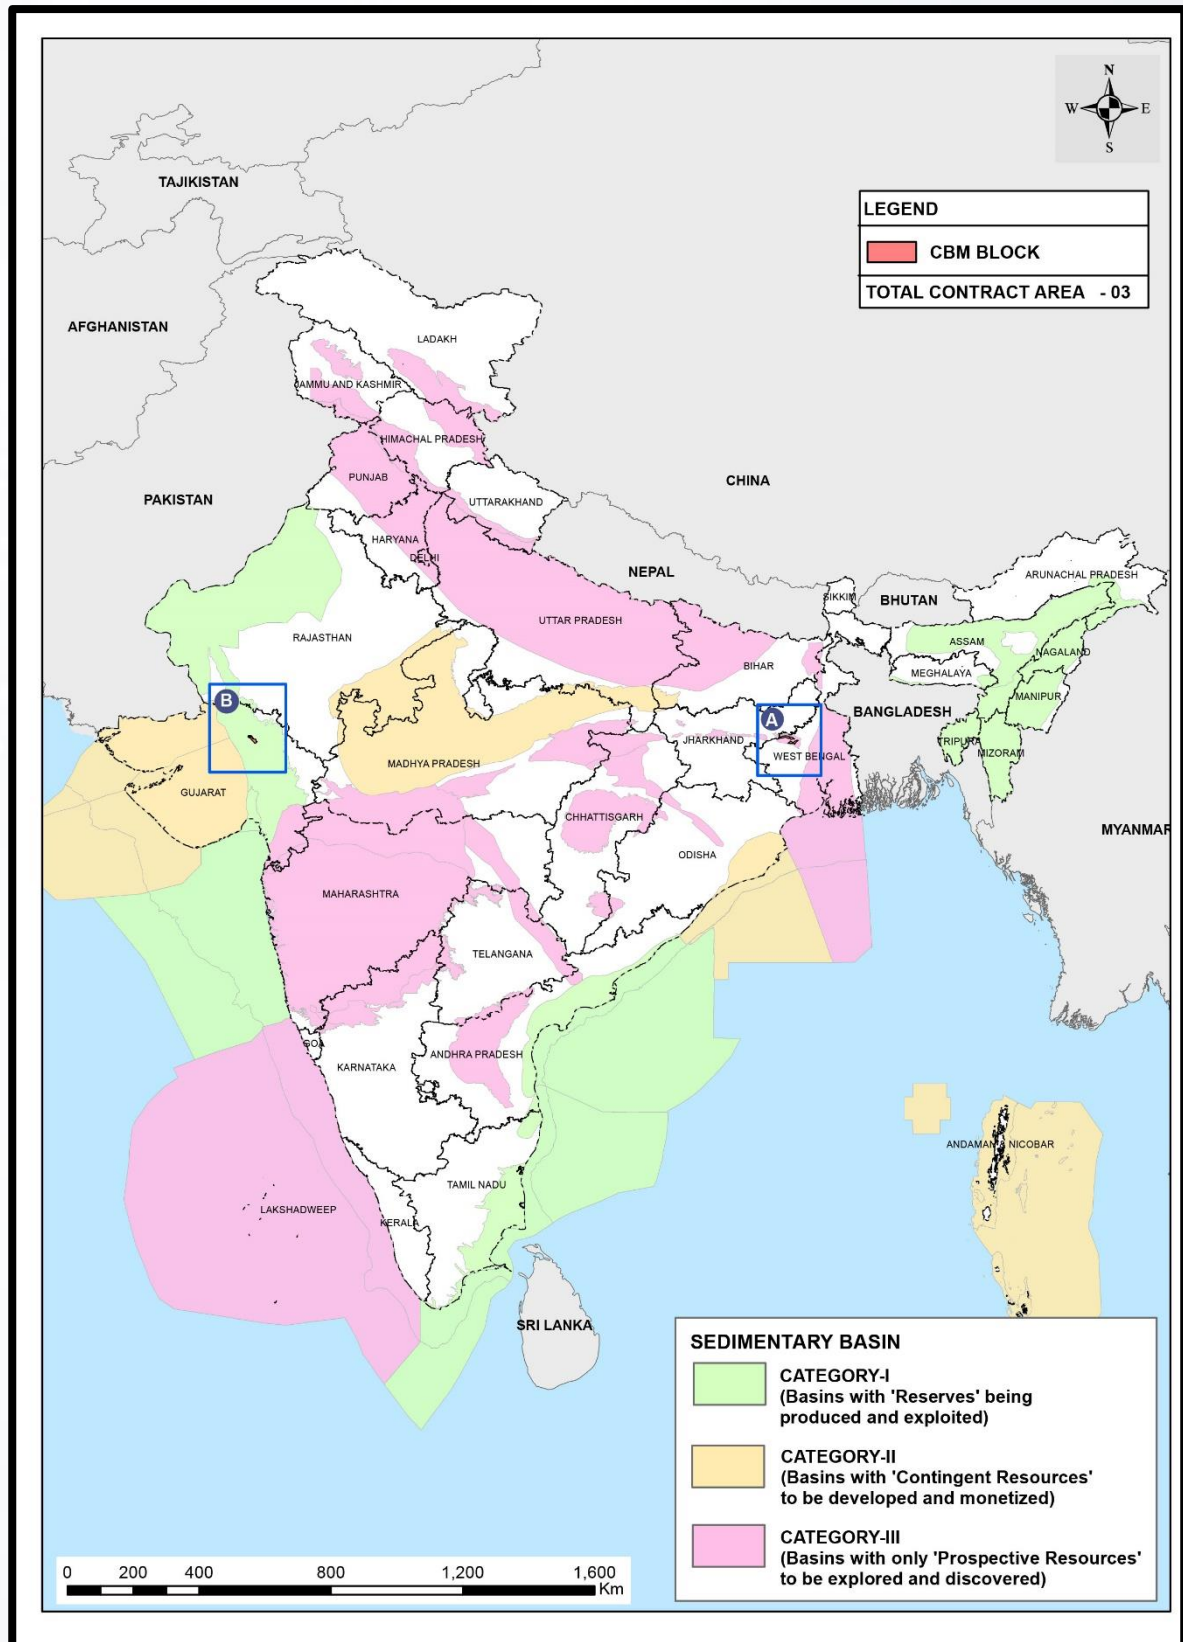 N
W E
S
TAJIKISTAN
LEGEND
CBM BLOCK
TOTAL CONTRACT AREA - 03
AFGHANISTAN
LADAKH
JAMMU AND KASHMIR
HIMACHAL PRADESH
PUNJAB
CHINA
PAKISTAN
UTTARAKHAND
HARYANA
DELHI
NEPAL
ARUNACHAL PRADESH
SIKKIM
BHUTAN
UTTAR PRADESH
RAJASTHAN
ASSAM
NAGALAND
BIHAR
MEGHALAYA
MANIPUR
B
A
BANGLADESH
JHARKHAND
TRIPURA
MIZORAM
WEST BENGAL
MADHYA PRADESH
GUJARAT
CHHATTISGARH
MYANMAR
ODISHA
MAHARASHTRA
TELANGANA
GOA
ANDHRA PRADESH
KARNATAKA
ANDAMAN & NICOBAR
TAMIL NADU
LAKSHADWEEP
KERALA
SRI LANKA
SEDIMENTARY BASIN
CATEGORY-I
(Basins with 'Reserves' being
produced and exploited)
CATEGORY-II
(Basins with 'Contingent Resources'
to be developed and monetized)
CATEGORY-III
(Basins with only 'Prospective Resources'
to be explored and discovered)
0 200 400 800 1,200 1,600
Km